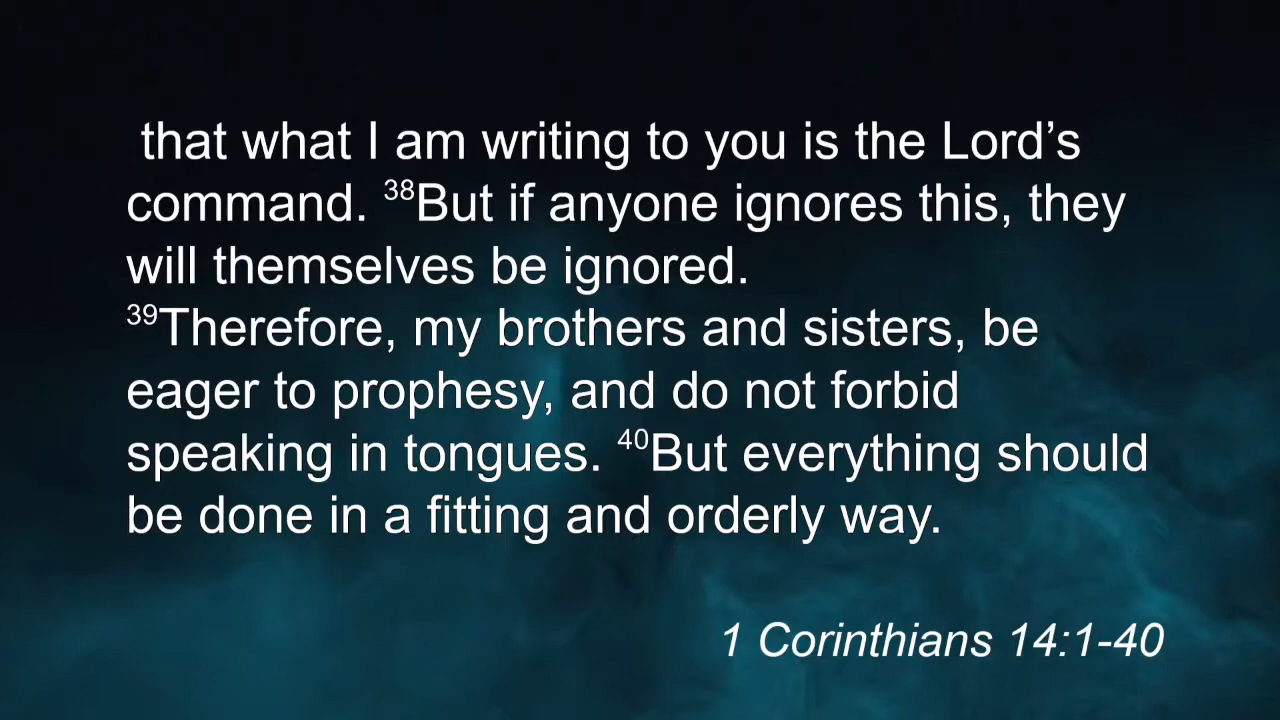 that what I am writing to you is the Lord’s
command. ³⁸But if anyone ignores this, they
will themselves be ignored.
³⁹Therefore, my brothers and sisters, be
eager to prophesy, and do not forbid
speaking in tongues. ⁴⁰But everything should
be done in a fitting and orderly way.
1 Corinthians 14:1-40